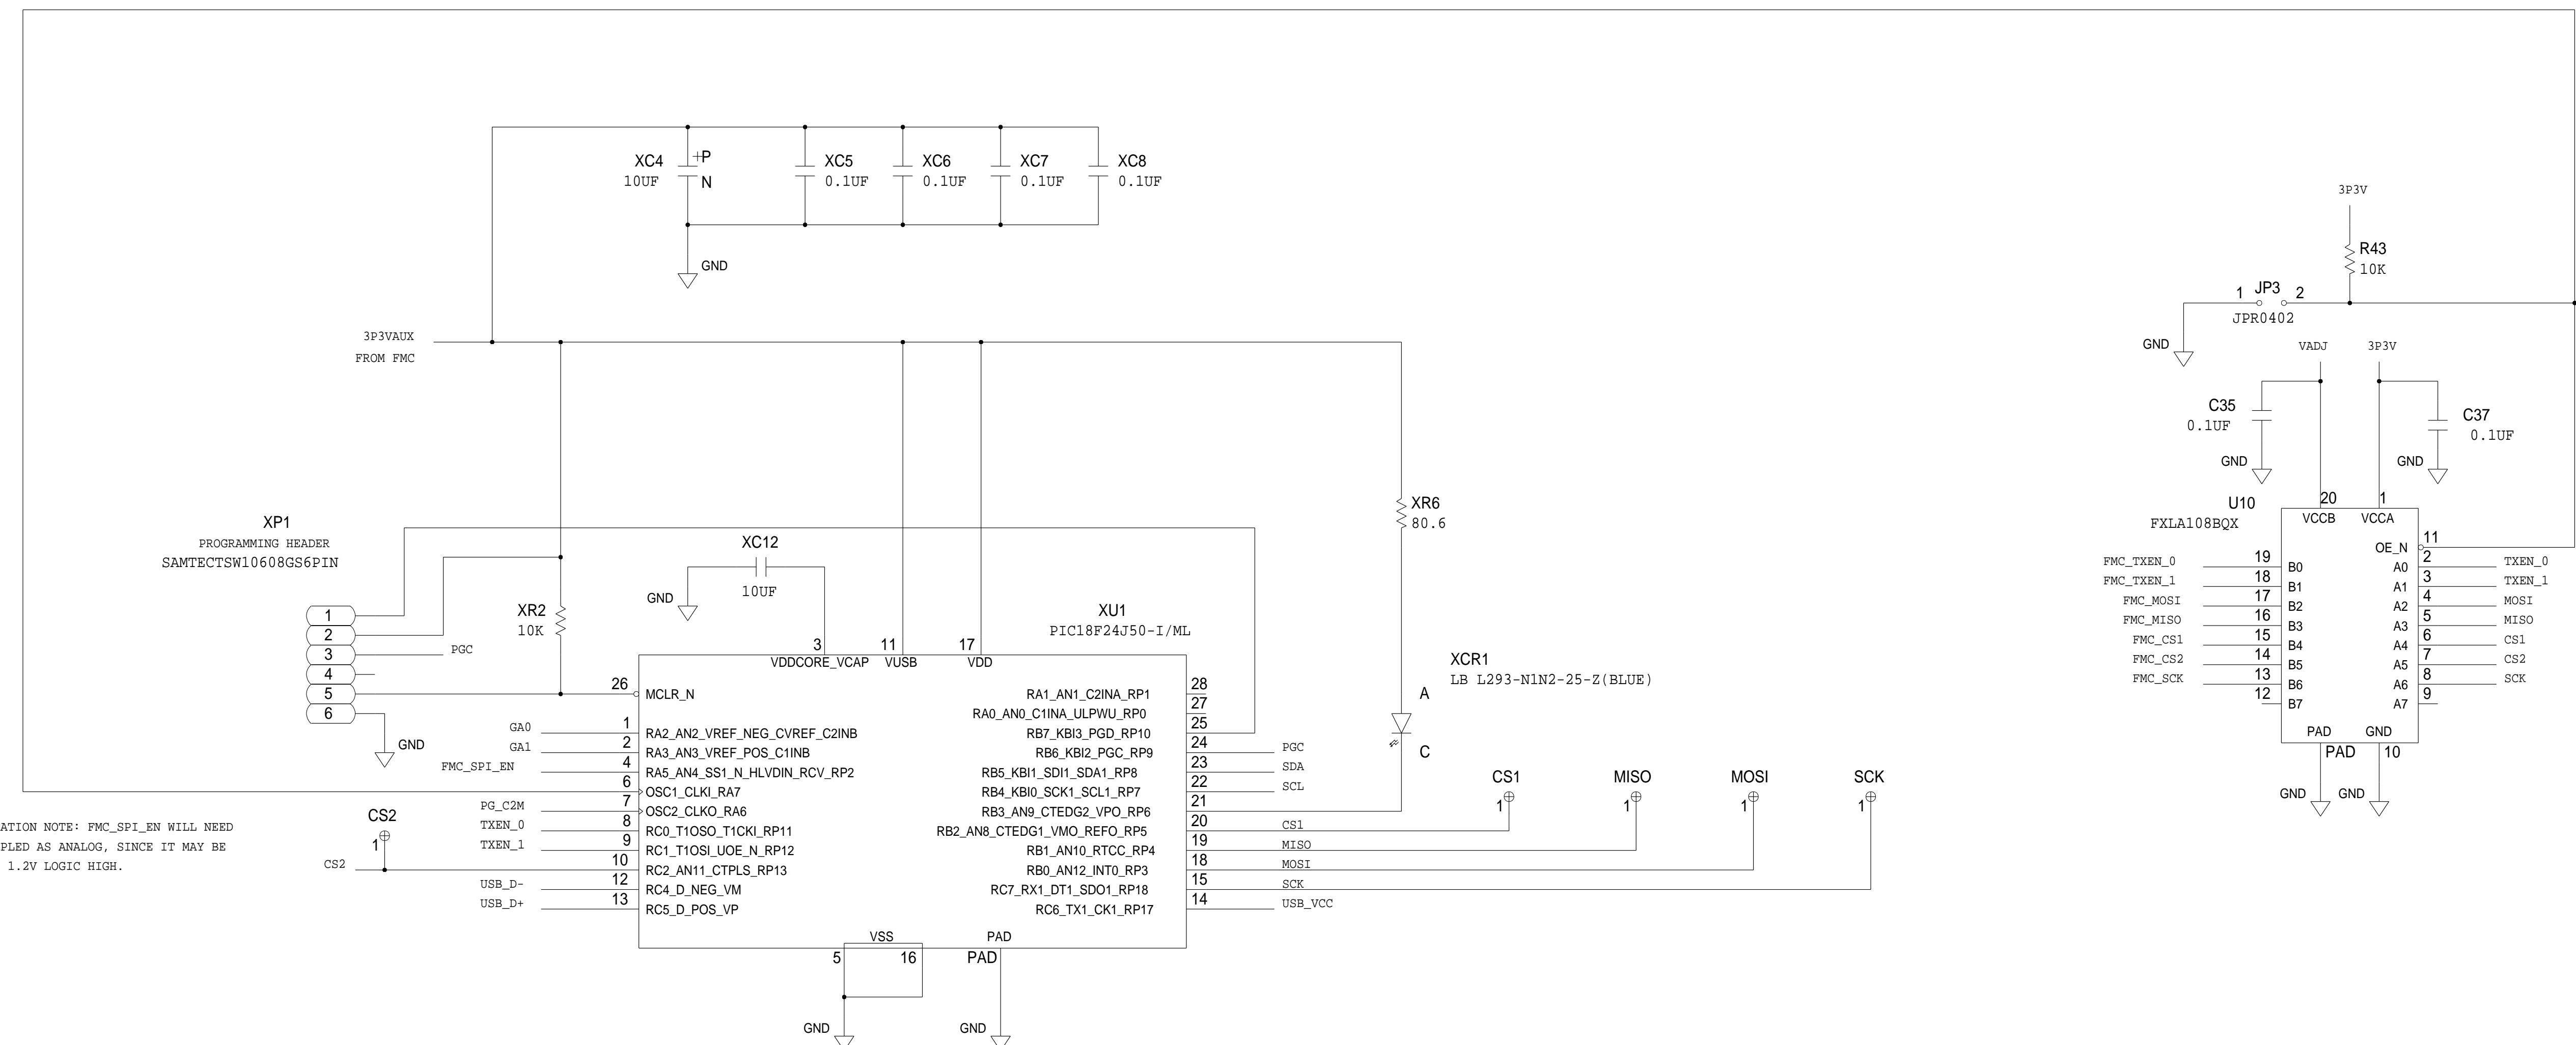 XC4
10UF
+P
N
XC5
0.1UF
XC6
0.1UF
XC7
0.1UF
XC8
0.1UF
GND
3P3VAUX
FROM FMC
3P3V
R43
10K
1 JP3 2
JPR0402
GND
VADJ 3P3V
C35
0.1UF
GND
C37
0.1UF
GND
XP1
PROGRAMMING HEADER
SAMTECTSW10608GS6PIN
1
2
3 PGC
4
5
6
GND
XR2
10K
XC12
10UF
GND
XR6
80.6
XU1
PIC18F24J50-I/ML
3 11 17
VDDCORE_VCAP VUSB VDD
26 MCLR_N
GA0 1 RA2_AN2_VREF_NEG_CVREF_C2INB
GA1 2 RA3_AN3_VREF_POS_C1INB
FMC_SPI_EN 4 RA5_AN4_SS1_N_HLVDIN_RCV_RP2
6 OSC1_CLKI_RA7
PG_C2M 7 OSC2_CLKO_RA6
TXEN_0 8 RC0_T1OSO_T1CKI_RP11
TXEN_1 9 RC1_T1OSI_UOE_N_RP12
CS2 10 RC2_AN11_CTPLS_RP13
USB_D- 12 RC4_D_NEG_VM
USB_D+ 13 RC5_D_POS_VP
CS2
1
RA1_AN1_C2INA_RP1 28
RA0_AN0_C1INA_ULPWU_RP0 27
RB7_KBI3_PGD_RP10 25
RB6_KBI2_PGC_RP9 24 PGC
RB5_KBI1_SDI1_SDA1_RP8 23 SDA
RB4_KBI0_SCK1_SCL1_RP7 22 SCL
RB3_AN9_CTEDG2_VPO_RP6 21
RB2_AN8_CTEDG1_VMO_REFO_RP5 20 CS1
RB1_AN10_RTCC_RP4 19 MISO
RB0_AN12_INT0_RP3 18 MOSI
RC7_RX1_DT1_SDO1_RP18 15 SCK
RC6_TX1_CK1_RP17 14 USB_VCC
VSS PAD
5 16 PAD
GND GND
ATION NOTE: FMC_SPI_EN WILL NEED
PLED AS ANALOG, SINCE IT MAY BE
1.2V LOGIC HIGH.
XCR1
LB L293-N1N2-25-Z(BLUE)
A
C
CS1
1
MISO
1
MOSI
1
SCK
1
U10
FXLA108BQX
20 1
VCCB VCCA
OE_N 11
FMC_TXEN_0 19 B0 A0 2 TXEN_0
FMC_TXEN_1 18 B1 A1 3 TXEN_1
FMC_MOSI 17 B2 A2 4 MOSI
FMC_MISO 16 B3 A3 5 MISO
FMC_CS1 15 B4 A4 6 CS1
FMC_CS2 14 B5 A5 7 CS2
FMC_SCK 13 B6 A6 8 SCK
12 B7 A7 9
PAD GND
PAD 10
GND GND